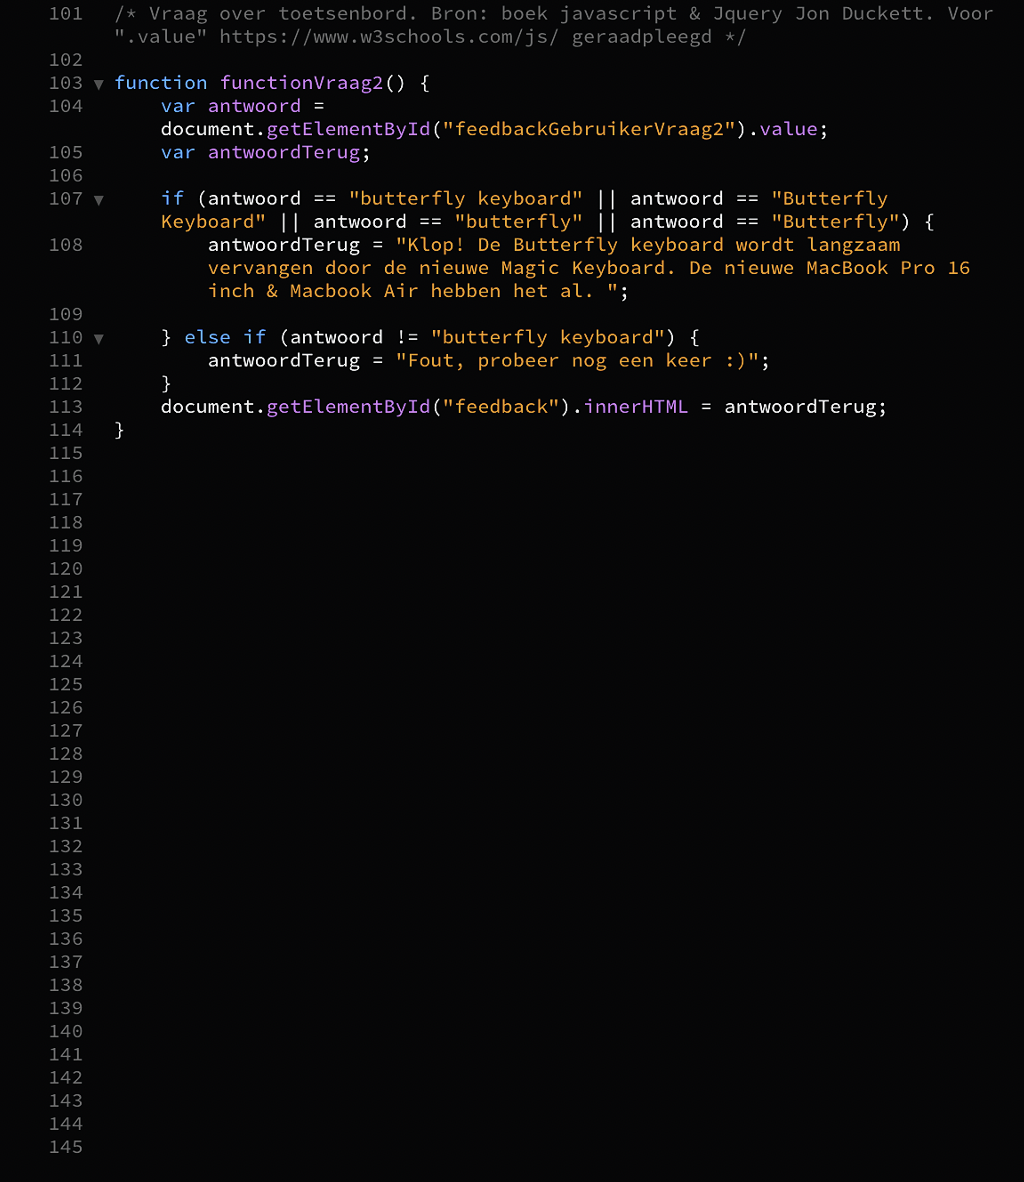 101 /* Vraag over toetsenbord. Bron: boek javascript & Jquery Jon Duckett. Voor
".value" https://www.w3schools.com/js/ geraadpleegd */
102
103 ▼ function functionVraag2() {
104 var antwoord =
document.getElementById("feedbackGebruikerVraag2").value;
105 var antwoordTerug;
106
107 ▼ if (antwoord == "butterfly keyboard" || antwoord == "Butterfly
Keyboard" || antwoord == "butterfly" || antwoord == "Butterfly") {
108 antwoordTerug = "Klop! De Butterfly keyboard wordt langzaam
vervangen door de nieuwe Magic Keyboard. De nieuwe MacBook Pro 16
inch & Macbook Air hebben het al. ";
109
110 ▼ } else if (antwoord != "butterfly keyboard") {
111 antwoordTerug = "Fout, probeer nog een keer :)";
112 }
113 document.getElementById("feedback").innerHTML = antwoordTerug;
114 }
115
116
117
118
119
120
121
122
123
124
125
126
127
128
129
130
131
132
133
134
135
136
137
138
139
140
141
142
143
144
145